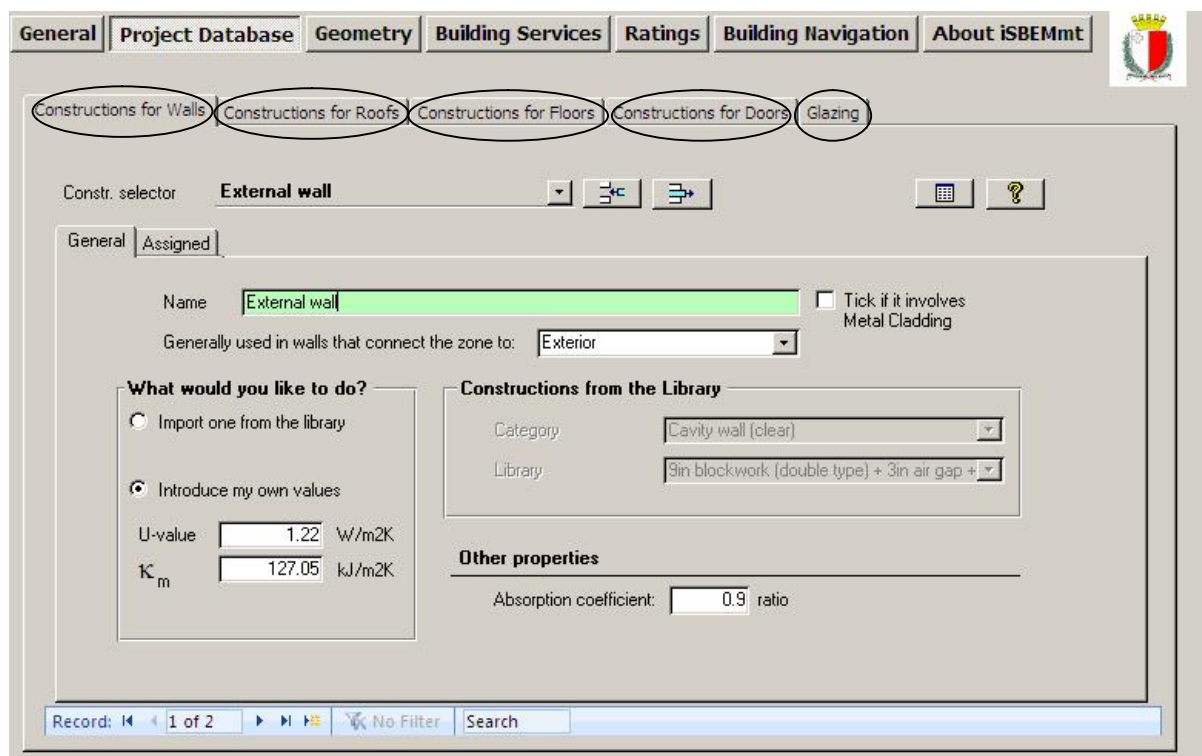 General Project Database Geometry Building Services Ratings Building Navigation About iSBEMmt
Constructions for Walls Constructions for Roofs Constructions for Floors Constructions for Doors Glazing
Constr. selector External wall
General Assigned
Name External wall Tick if it involves
Metal Cladding
Generally used in walls that connect the zone to: Exterior
What would you like to do? Constructions from the Library
Import one from the library
Category Cavity wall (clear)
Library 9in blockwork (double type) + 3in air gap +
Introduce my own values
U-value 1.22 W/m2K
Κm 127.05 kJ/m2K
Other properties
Absorption coefficient: 0.9 ratio
Record: 1 of 2 No Filter Search